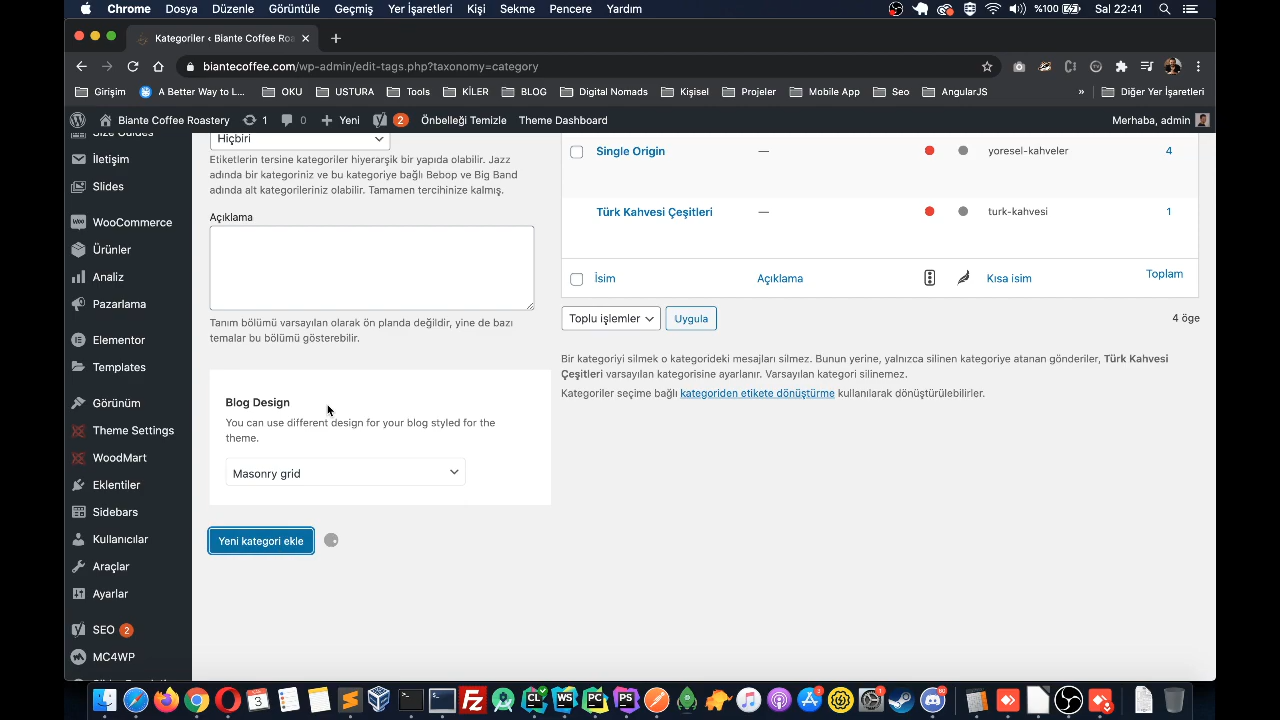 Chrome Dosya Düzenle Görüntüle Geçmiş Yer İşaretleri Kişi Sekme Pencere Yardım %100 Sal 22:41
Kategoriler ‹ Biante Coffee Roa
biantecoffee.com/wp-admin/edit-tags.php?taxonomy=category
Girişim A Better Way to L... OKU USTURA Tools KİLER BLOG Digital Nomads Kişisel Projeler Mobile App Seo AngularJS » Diğer Yer İşaretleri
Biante Coffee Roastery 1 0 Yeni 2 Önbelleği Temizle Theme Dashboard Merhaba, admin
Size Guides
İletişim
Slides
WooCommerce
Ürünler
Analiz
Pazarlama
Elementor
Templates
Görünüm
Theme Settings
WoodMart
Eklentiler
Sidebars
Kullanıcılar
Araçlar
Ayarlar
SEO 2
MC4WP
Hiçbiri
Etiketlerin tersine kategoriler hiyerarşik bir yapıda olabilir. Jazz
adında bir kategoriniz ve bu kategoriye bağlı Bebop ve Big Band
adında alt kategorileriniz olabilir. Tamamen tercihinize kalmış.
Açıklama
Tanım bölümü varsayılan olarak ön planda değildir, yine de bazı
temalar bu bölümü gösterebilir.
Blog Design
You can use different design for your blog styled for the
theme.
Masonry grid
Yeni kategori ekle
Single Origin — yoresel-kahveler 4
Türk Kahvesi Çeşitleri — turk-kahvesi 1
İsim Açıklama Kısa isim Toplam
Toplu işlemler Uygula 4 öge
Bir kategoriyi silmek o kategorideki mesajları silmez. Bunun yerine, yalnızca silinen kategoriye atanan gönderiler, Türk Kahvesi
Çeşitleri varsayılan kategorisine ayarlanır. Varsayılan kategori silinemez.
Kategoriler seçime bağlı kategoriden etikete dönüştürme kullanılarak dönüştürülebilirler.